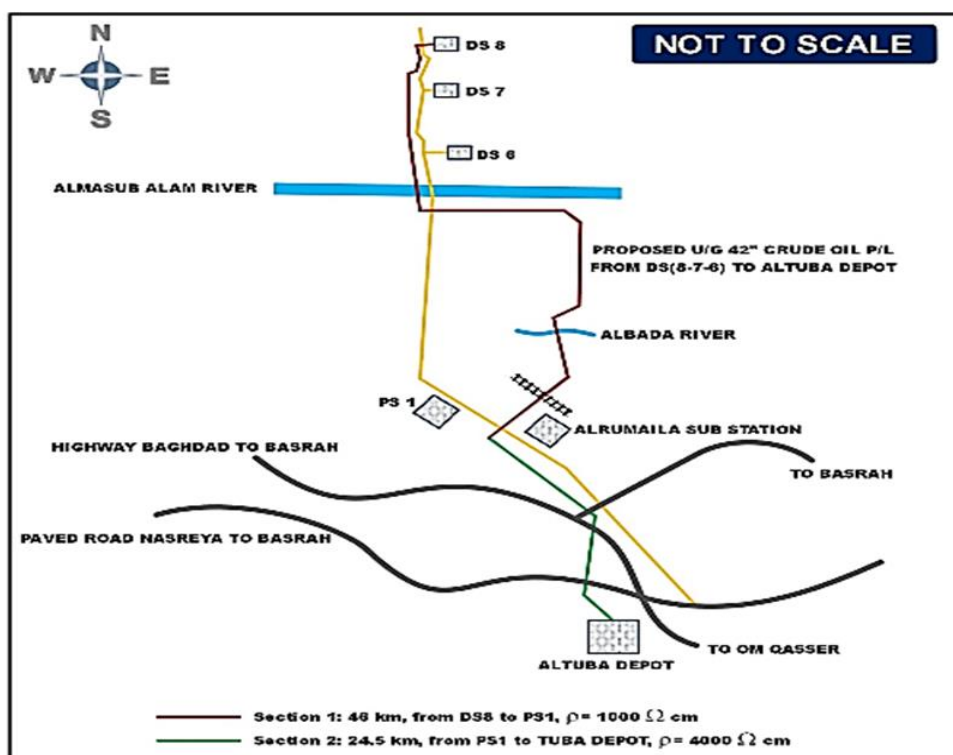 N
W E
S
NOT TO SCALE
DS 8
DS 7
DS 6
ALMASUB ALAM RIVER
PROPOSED U/G 42" CRUDE OIL P/L
FROM DS(8-7-6) TO ALTUBA DEPOT
ALBADA RIVER
PS 1
ALRUMAILA SUB STATION
HIGHWAY BAGHDAD TO BASRAH
TO BASRAH
PAVED ROAD NASREYA TO BASRAH
TO OM QASSER
ALTUBA DEPOT
Section 1: 46 km, from DS8 to PS1, ρ= 1000 Ω cm
Section 2: 24.5 km, from PS1 to TUBA DEPOT, ρ= 4000 Ω cm